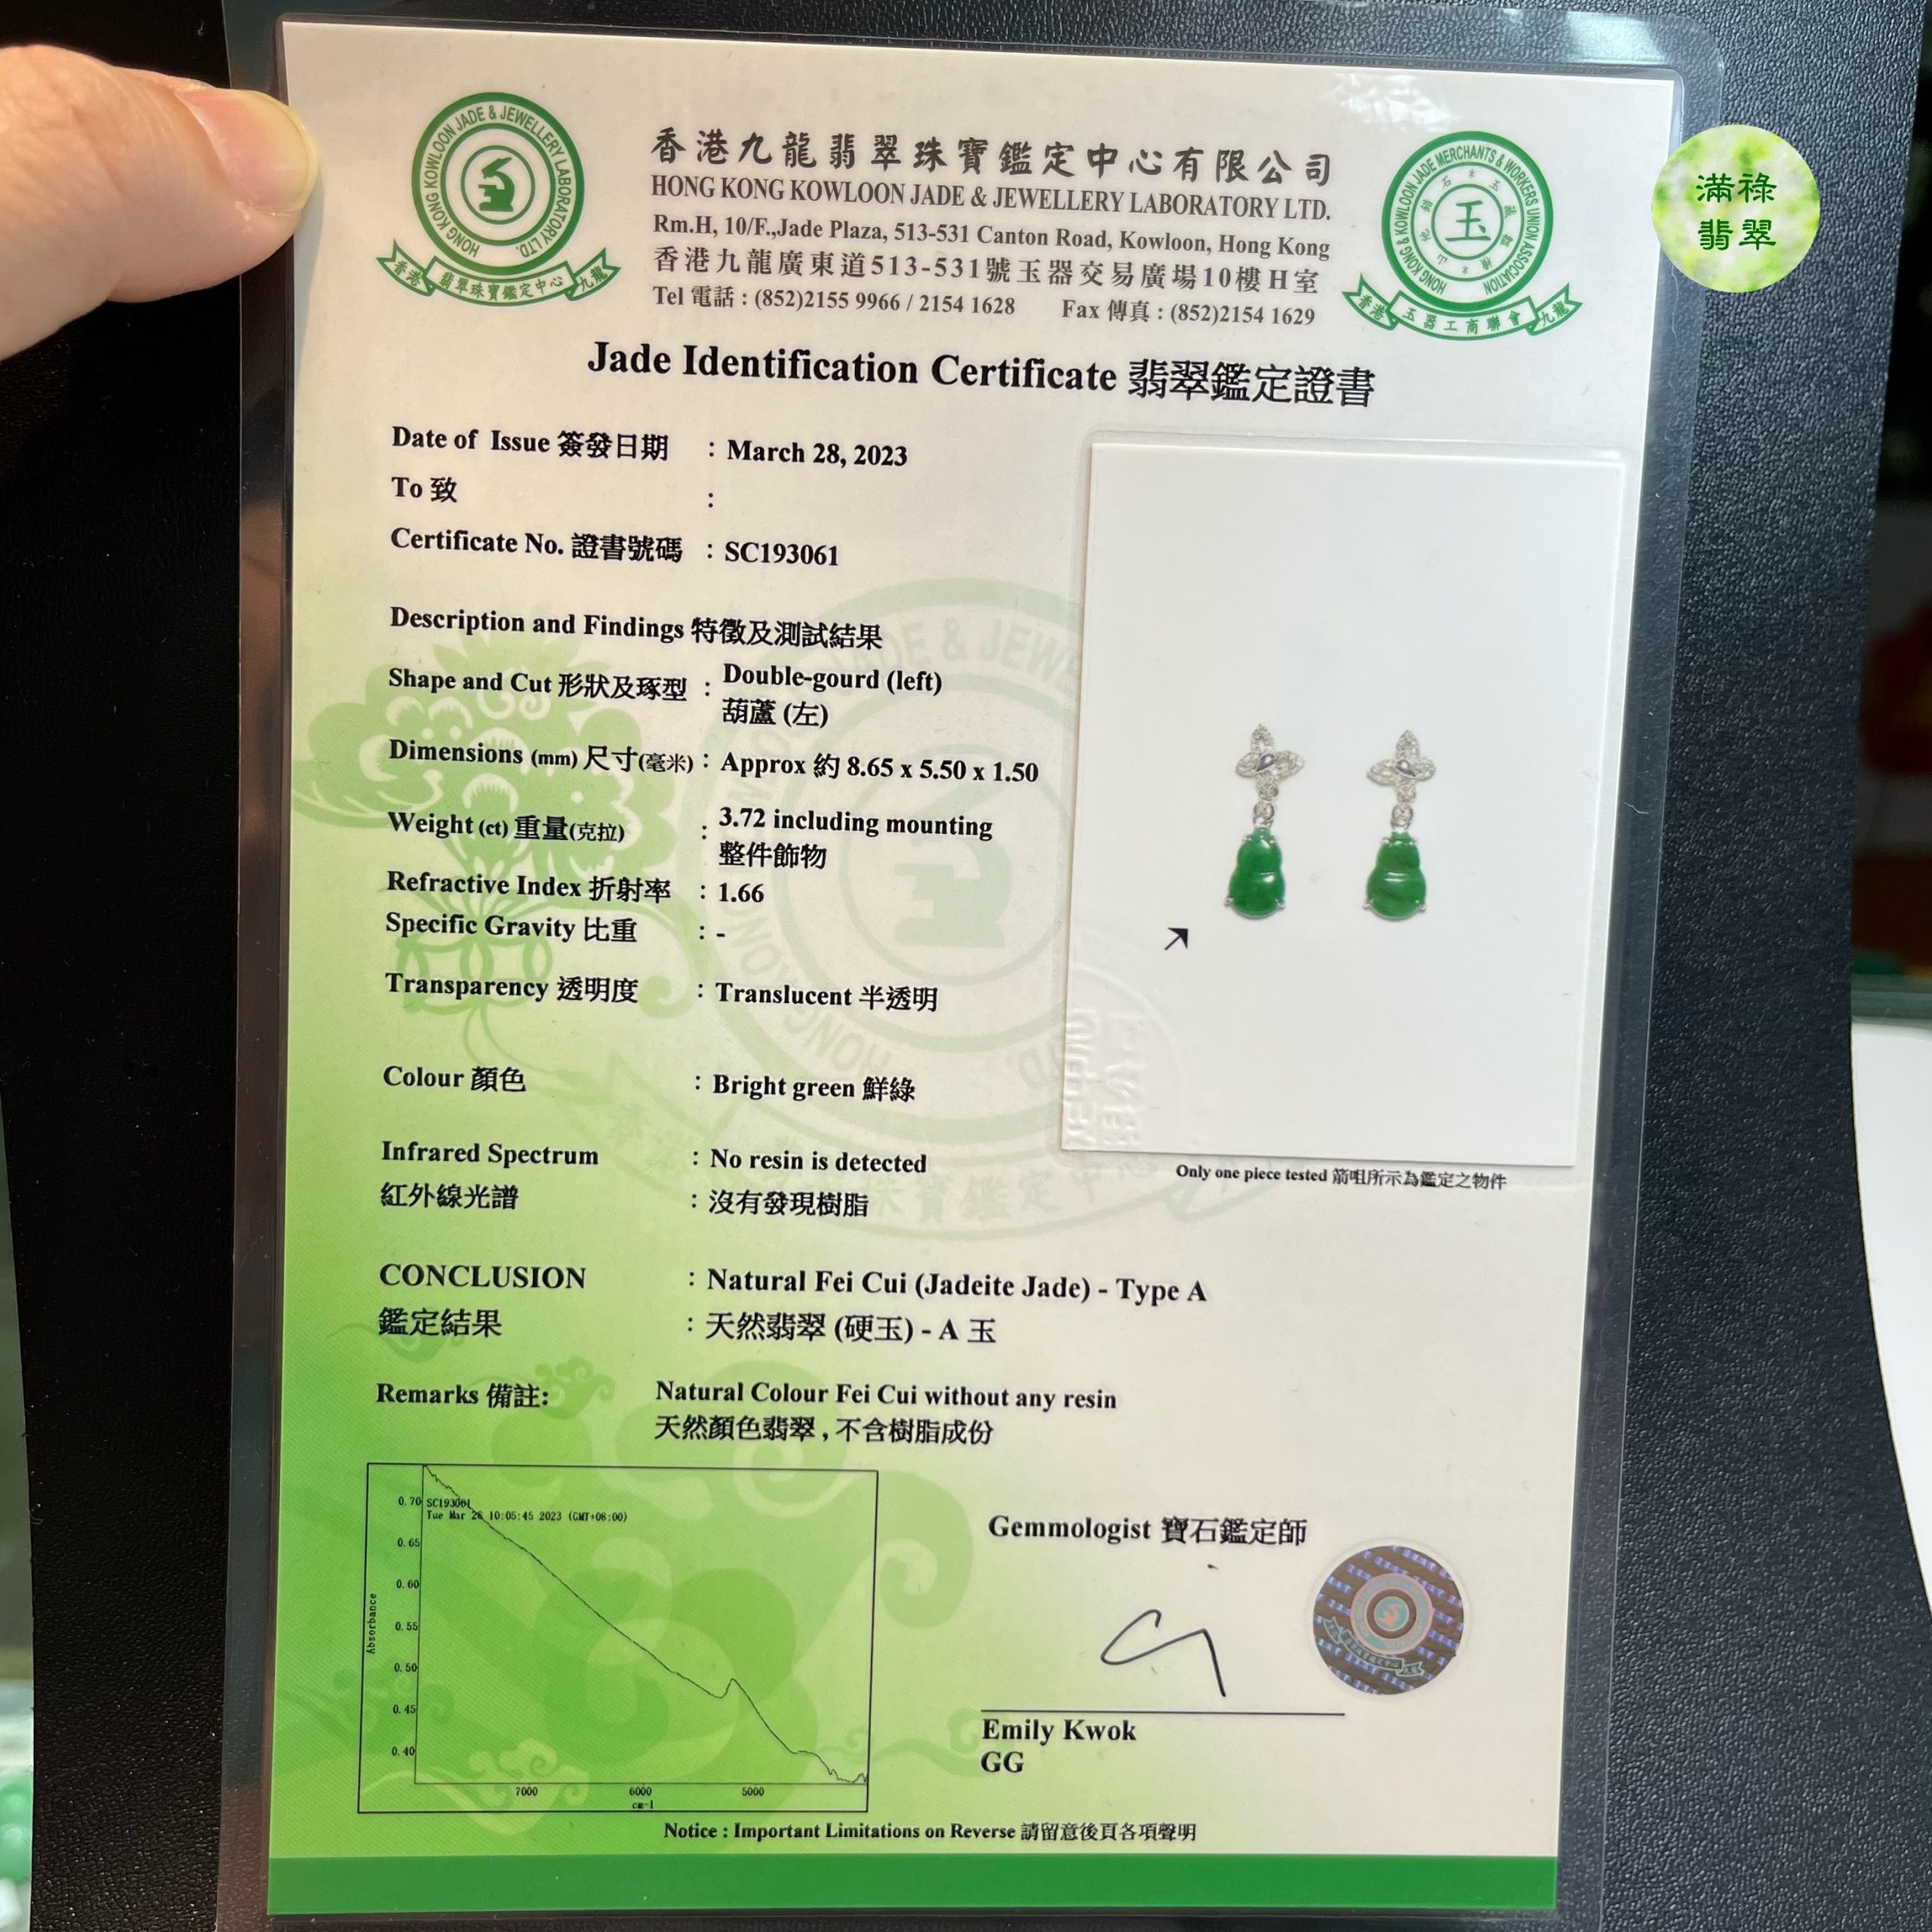 HONG KONG KOWLOON JADE & JEWELLERY LABORATORY LTD.
香港 翡翠珠寶鑑定中心 九龍
香港九龍翡翠珠寶鑑定中心有限公司
HONG KONG KOWLOON JADE & JEWELLERY LABORATORY LTD.
Rm.H, 10/F.,Jade Plaza, 513-531 Canton Road, Kowloon, Hong Kong
香港九龍廣東道513-531號玉器交易廣場10樓H室
Tel 電話 : (852)2155 9966 / 2154 1628 Fax 傳真 : (852)2154 1629
HONG KONG & KOWLOON JADE MERCHANTS & WORKERS UNION ASSOCIATION
玉
香港 玉器工商聯會 九龍
滿祿
翡翠
Jade Identification Certificate 翡翠鑑定證書
Date of Issue 簽發日期 : March 28, 2023
To 致 :
Certificate No. 證書號碼 : SC193061
Description and Findings 特徵及測試結果
Shape and Cut 形狀及琢型 : Double-gourd (left)
葫蘆 (左)
Dimensions (mm) 尺寸(毫米) : Approx 約 8.65 x 5.50 x 1.50
Weight (ct) 重量(克拉) : 3.72 including mounting
整件飾物
Refractive Index 折射率 : 1.66
Specific Gravity 比重 : -
Transparency 透明度 : Translucent 半透明
Colour 顏色 : Bright green 鮮綠
Infrared Spectrum : No resin is detected
紅外線光譜 : 沒有發現樹脂
Only one piece tested 箭咀所示為鑑定之物件
CONCLUSION : Natural Fei Cui (Jadeite Jade) - Type A
鑑定結果 : 天然翡翠 (硬玉) - A 玉
Remarks 備註: Natural Colour Fei Cui without any resin
天然顏色翡翠 , 不含樹脂成份
SC193061
Tue Mar 28 10:05:45 2023 (GMT+08:00)
Absorbance
0.70
0.65
0.60
0.55
0.50
0.45
0.40
7000 6000 5000
cm-1
Gemmologist 寶石鑑定師
Emily Kwok
GG
Notice : Important Limitations on Reverse 請留意後頁各項聲明